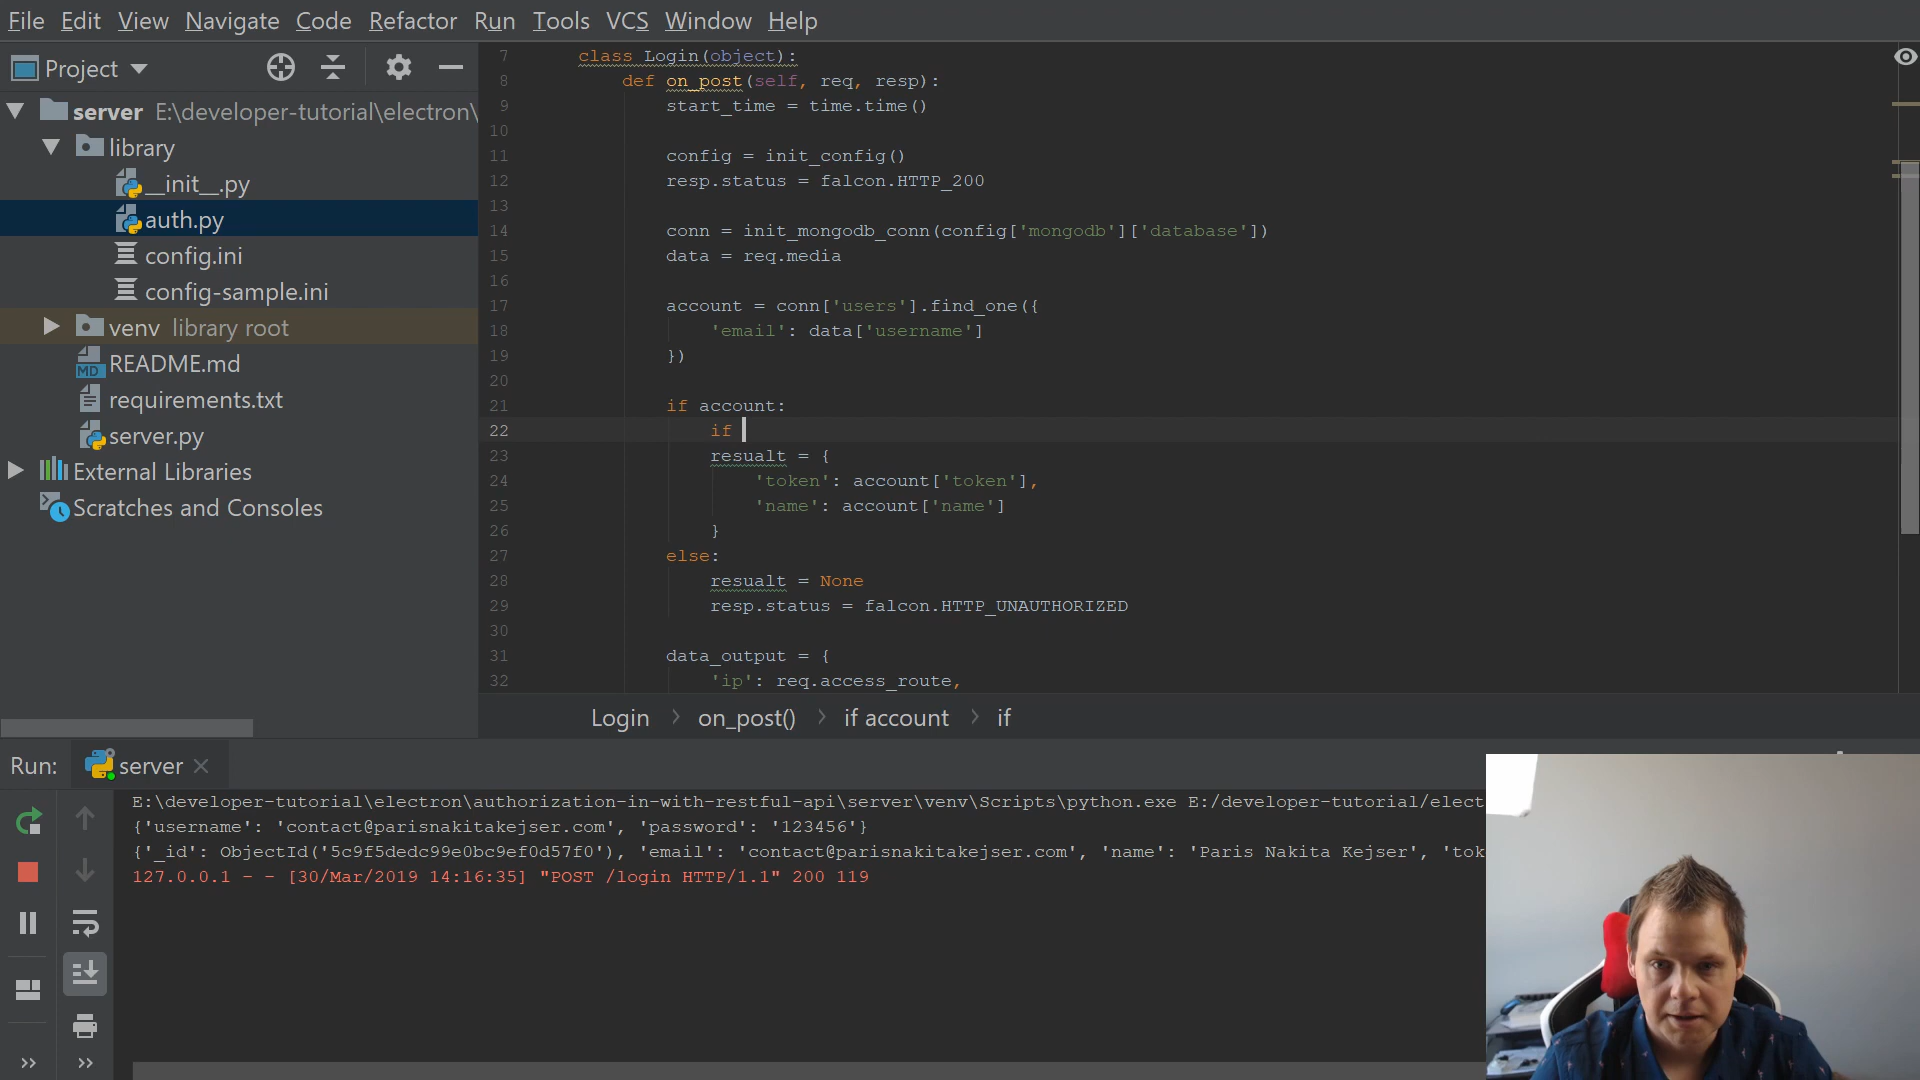 File Edit View Navigate Code Refactor Run Tools VCS Window Help
Project
server E:\developer-tutorial\electron\
library
__init__.py
auth.py
config.ini
config-sample.ini
venv library root
README.md
requirements.txt
server.py
External Libraries
Scratches and Consoles
7 class Login(object):
8 def on_post(self, req, resp):
9 start_time = time.time()
10
11 config = init_config()
12 resp.status = falcon.HTTP_200
13
14 conn = init_mongodb_conn(config['mongodb']['database'])
15 data = req.media
16
17 account = conn['users'].find_one({
18 'email': data['username']
19 })
20
21 if account:
22 if
23 resualt = {
24 'token': account['token'],
25 'name': account['name']
26 }
27 else:
28 resualt = None
29 resp.status = falcon.HTTP_UNAUTHORIZED
30
31 data_output = {
32 'ip': req.access_route,
Login > on_post() > if account > if
Run: server
E:\developer-tutorial\electron\authorization-in-with-restful-api\server\venv\Scripts\python.exe E:/developer-tutorial/elect
{'username': 'contact@parisnakitakejser.com', 'password': '123456'}
{'_id': ObjectId('5c9f5dedc99e0bc9ef0d57f0'), 'email': 'contact@parisnakitakejser.com', 'name': 'Paris Nakita Kejser', 'tok
127.0.0.1 - - [30/Mar/2019 14:16:35] "POST /login HTTP/1.1" 200 119